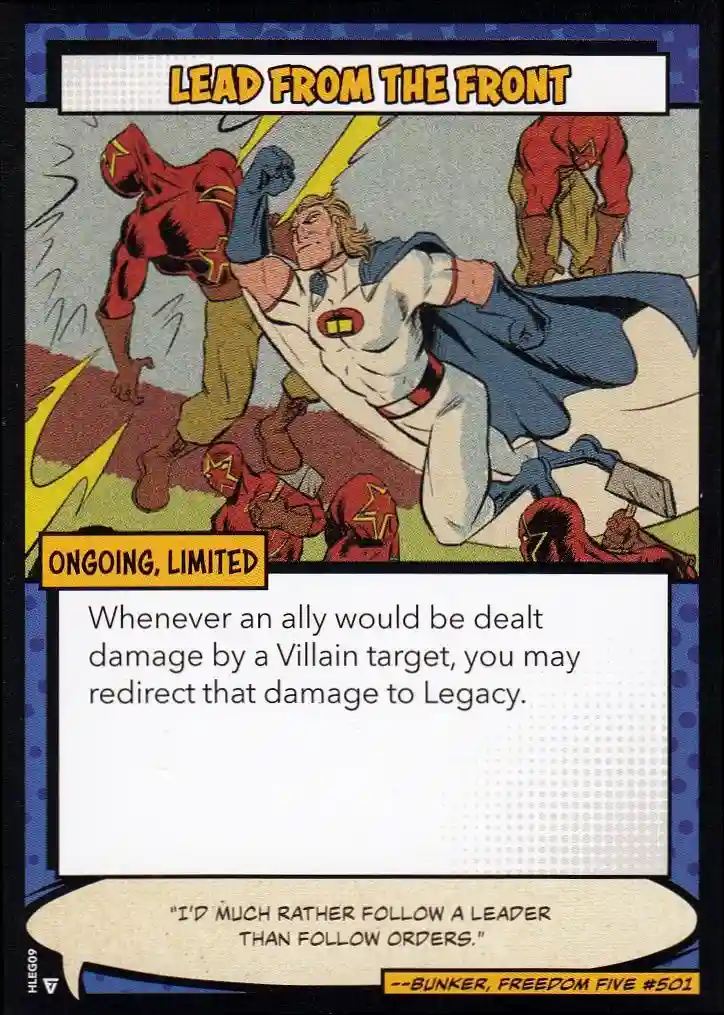 LEAD FROM THE FRONT
ONGOING, LIMITED
Whenever an ally would be dealt
damage by a Villain target, you may
redirect that damage to Legacy.
"I'D MUCH RATHER FOLLOW A LEADER
THAN FOLLOW ORDERS."
--BUNKER, FREEDOM FIVE #501
HLEG09